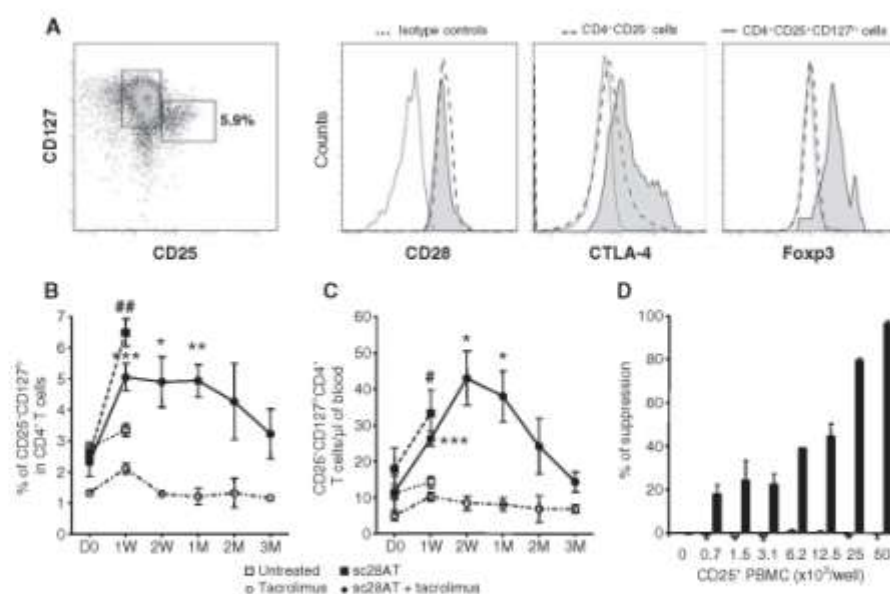 A
CD127
5.9%
CD25
Isotype controls
CD4⁺CD25⁻ cells
CD4⁺CD25⁺CD127ˡᵒ cells
Counts
CD28
CTLA-4
Foxp3
B
% of CD25⁺CD127ˡᵒ
in CD4⁺ T cells
7
6
5
4
3
2
1
0
##
***
*
**
D0 1W 2W 1M 2M 3M
C
CD25⁺CD127ˡᵒCD4⁺
T cells/µl of blood
60
50
40
30
20
10
0
#
***
*
*
D0 1W 2W 1M 2M 3M
Untreated
sc28AT
Tacrolimus
sc28AT + tacrolimus
D
% of suppression
100
80
60
40
20
0
0 0.7 1.5 3.1 6.2 12.5 25 50
CD25⁺ PBMC (x10³/well)